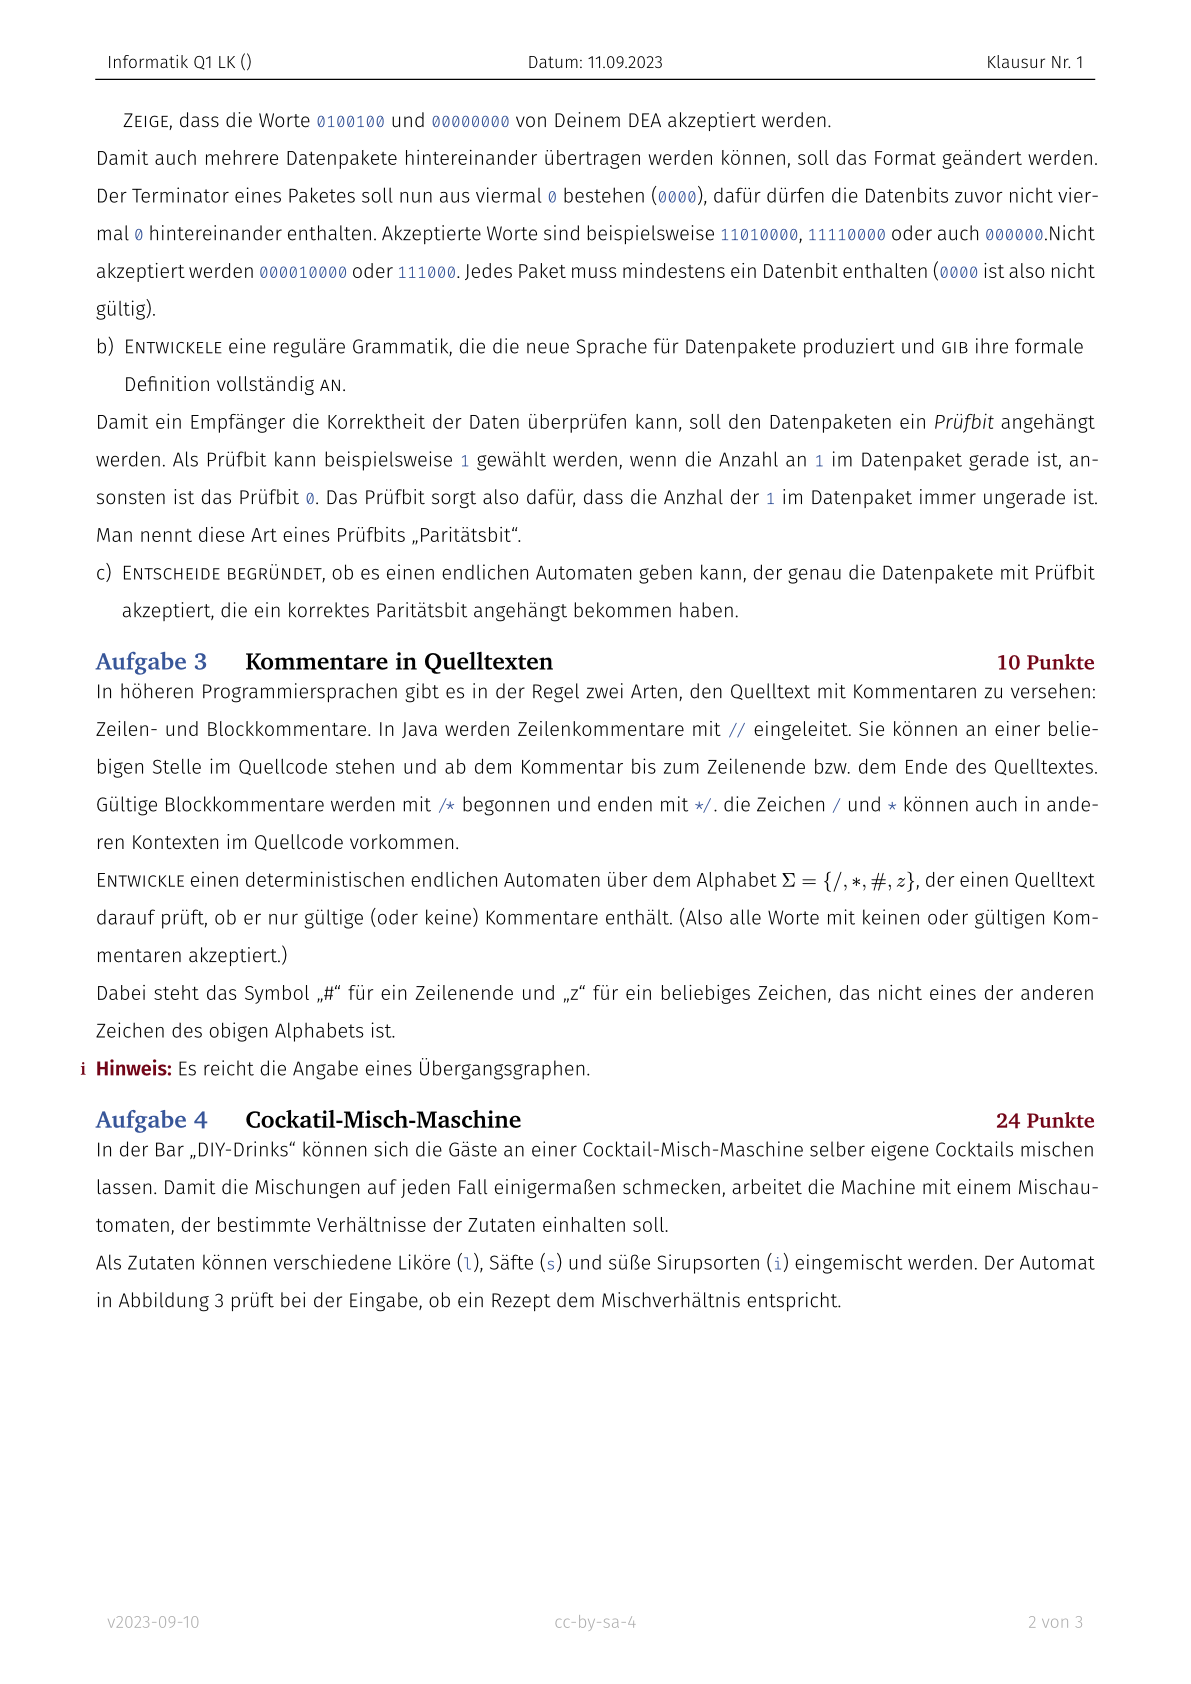 Informatik Q1 LK () Datum: 11.09.2023 Klausur Nr. 1
ZEIGE, dass die Worte 0100100 und 00000000 von Deinem DEA akzeptiert werden.
Damit auch mehrere Datenpakete hintereinander übertragen werden können, soll das Format geändert werden.
Der Terminator eines Paketes soll nun aus viermal 0 bestehen (0000), dafür dürfen die Datenbits zuvor nicht vier-
mal 0 hintereinander enthalten. Akzeptierte Worte sind beispielsweise 11010000, 11110000 oder auch 000000.Nicht
akzeptiert werden 000010000 oder 111000. Jedes Paket muss mindestens ein Datenbit enthalten (0000 ist also nicht
gültig).
b) ENTWICKELE eine reguläre Grammatik, die die neue Sprache für Datenpakete produziert und GIB ihre formale
Definition vollständig AN.
Damit ein Empfänger die Korrektheit der Daten überprüfen kann, soll den Datenpaketen ein Prüfbit angehängt
werden. Als Prüfbit kann beispielsweise 1 gewählt werden, wenn die Anzahl an 1 im Datenpaket gerade ist, an-
sonsten ist das Prüfbit 0. Das Prüfbit sorgt also dafür, dass die Anzhal der 1 im Datenpaket immer ungerade ist.
Man nennt diese Art eines Prüfbits „Paritätsbit“.
c) ENTSCHEIDE BEGRÜNDET, ob es einen endlichen Automaten geben kann, der genau die Datenpakete mit Prüfbit
akzeptiert, die ein korrektes Paritätsbit angehängt bekommen haben.
Aufgabe 3 Kommentare in Quelltexten 10 Punkte
In höheren Programmiersprachen gibt es in der Regel zwei Arten, den Quelltext mit Kommentaren zu versehen:
Zeilen- und Blockkommentare. In Java werden Zeilenkommentare mit // eingeleitet. Sie können an einer belie-
bigen Stelle im Quellcode stehen und ab dem Kommentar bis zum Zeilenende bzw. dem Ende des Quelltextes.
Gültige Blockkommentare werden mit /* begonnen und enden mit */. die Zeichen / und * können auch in ande-
ren Kontexten im Quellcode vorkommen.
ENTWICKLE einen deterministischen endlichen Automaten über dem Alphabet Σ = {/, *, #, z}, der einen Quelltext
darauf prüft, ob er nur gültige (oder keine) Kommentare enthält. (Also alle Worte mit keinen oder gültigen Kom-
mentaren akzeptiert.)
Dabei steht das Symbol „#“ für ein Zeilenende und „z“ für ein beliebiges Zeichen, das nicht eines der anderen
Zeichen des obigen Alphabets ist.
i Hinweis: Es reicht die Angabe eines Übergangsgraphen.
Aufgabe 4 Cockatil-Misch-Maschine 24 Punkte
In der Bar „DIY-Drinks“ können sich die Gäste an einer Cocktail-Misch-Maschine selber eigene Cocktails mischen
lassen. Damit die Mischungen auf jeden Fall einigermaßen schmecken, arbeitet die Machine mit einem Mischau-
tomaten, der bestimmte Verhältnisse der Zutaten einhalten soll.
Als Zutaten können verschiedene Liköre (l), Säfte (s) und süße Sirupsorten (i) eingemischt werden. Der Automat
in Abbildung 3 prüft bei der Eingabe, ob ein Rezept dem Mischverhältnis entspricht.
v2023-09-10 cc-by-sa-4 2 von 3